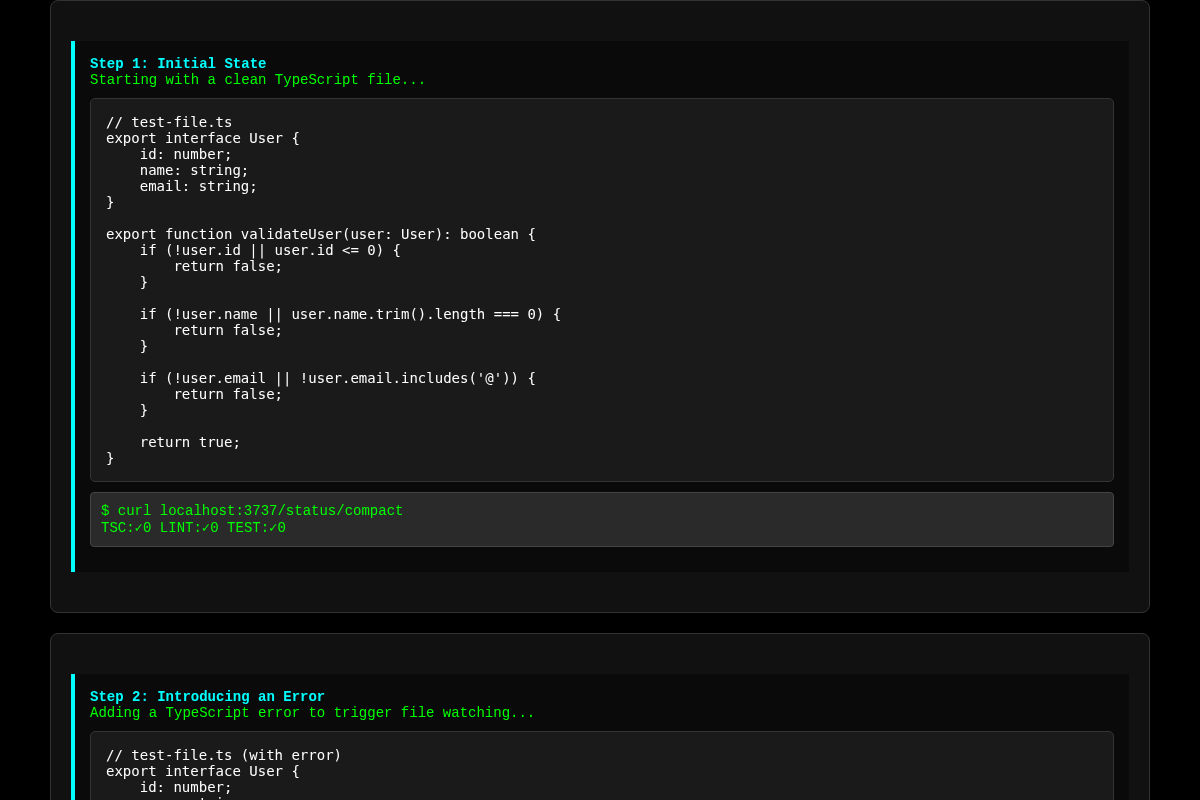 Step 1: Initial State
Starting with a clean TypeScript file...
// test-file.ts
export interface User {
    id: number;
    name: string;
    email: string;
}

export function validateUser(user: User): boolean {
    if (!user.id || user.id <= 0) {
        return false;
    }

    if (!user.name || user.name.trim().length === 0) {
        return false;
    }

    if (!user.email || !user.email.includes('@')) {
        return false;
    }

    return true;
}
$ curl localhost:3737/status/compact
TSC:✓0 LINT:✓0 TEST:✓0
Step 2: Introducing an Error
Adding a TypeScript error to trigger file watching...
// test-file.ts (with error)
export interface User {
    id: number;